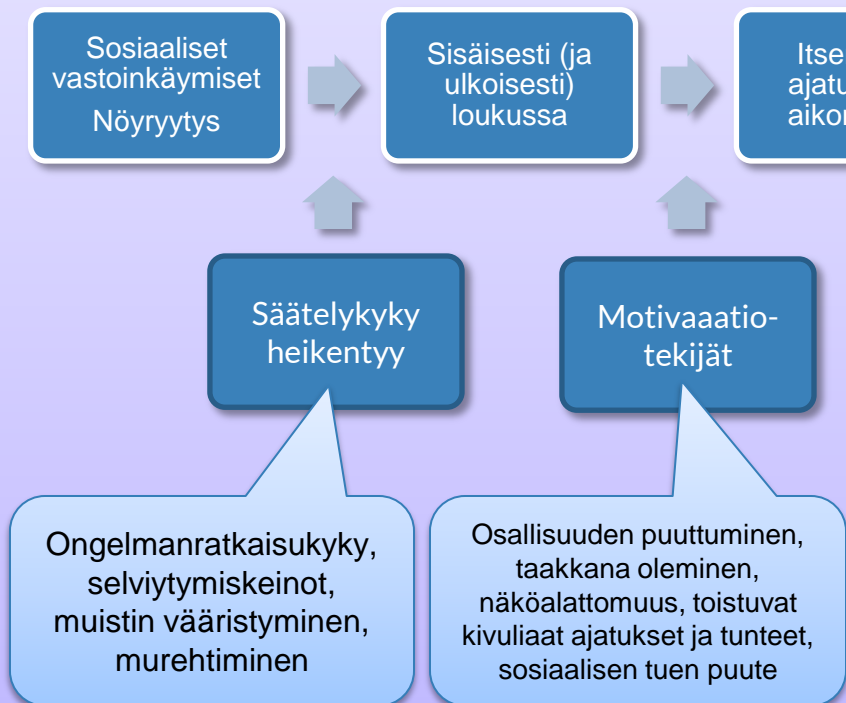 Sosiaaliset
vastoinkäymiset
Nöyryytys
Sisäisesti (ja
ulkoisesti)
loukussa
Säätelykyky
heikentyy
Motivaaatio-
tekijät
Ongelmanratkaisukyky,
selviytymiskeinot,
muistin vääristyminen,
murehtiminen
Osallisuuden puuttuminen,
taakkana oleminen,
näköalattomuus, toistuvat
kivuliaat ajatukset ja tunteet,
sosiaalisen tuen puute